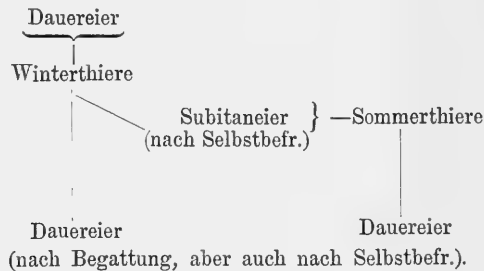 Dauereier
Winterthiere
Subitaneier } —Sommerthiere
(nach Selbstbefr.)
Dauereier Dauereier
(nach Begattung, aber auch nach Selbstbefr.).